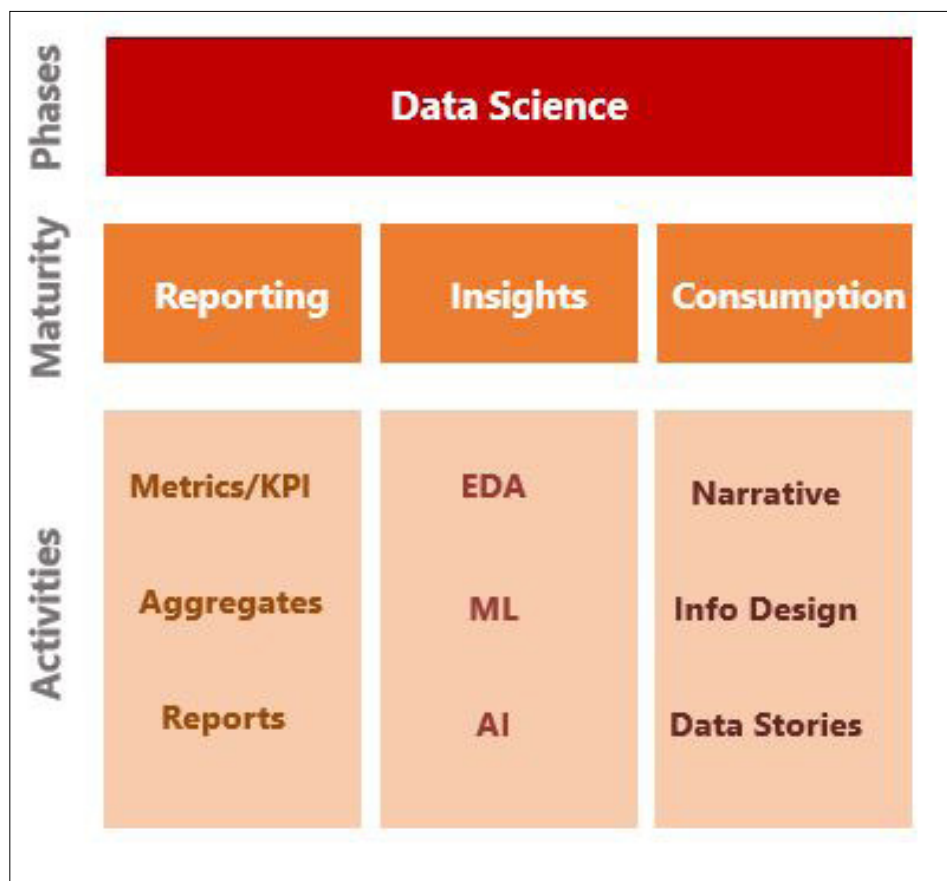 Phases
Data Science
Maturity
Reporting
Insights
Consumption
Activities
Metrics/KPI
Aggregates
Reports
EDA
ML
AI
Narrative
Info Design
Data Stories